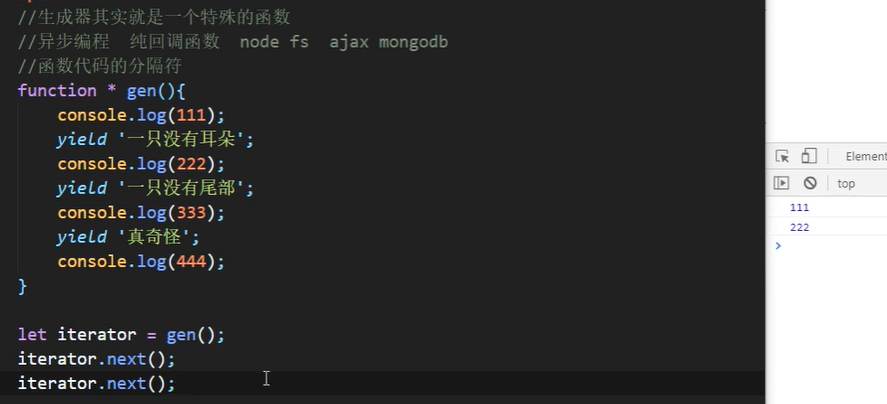 //生成器其实就是一个特殊的函数
//异步编程  纯回调函数  node fs  ajax mongodb
//函数代码的分隔符
function * gen(){
    console.log(111);
    yield '一只没有耳朵';
    console.log(222);
    yield '一只没有尾部';
    console.log(333);
    yield '真奇怪';
    console.log(444);
}
let iterator = gen();
iterator.next();
iterator.next();
Element
top
111
222